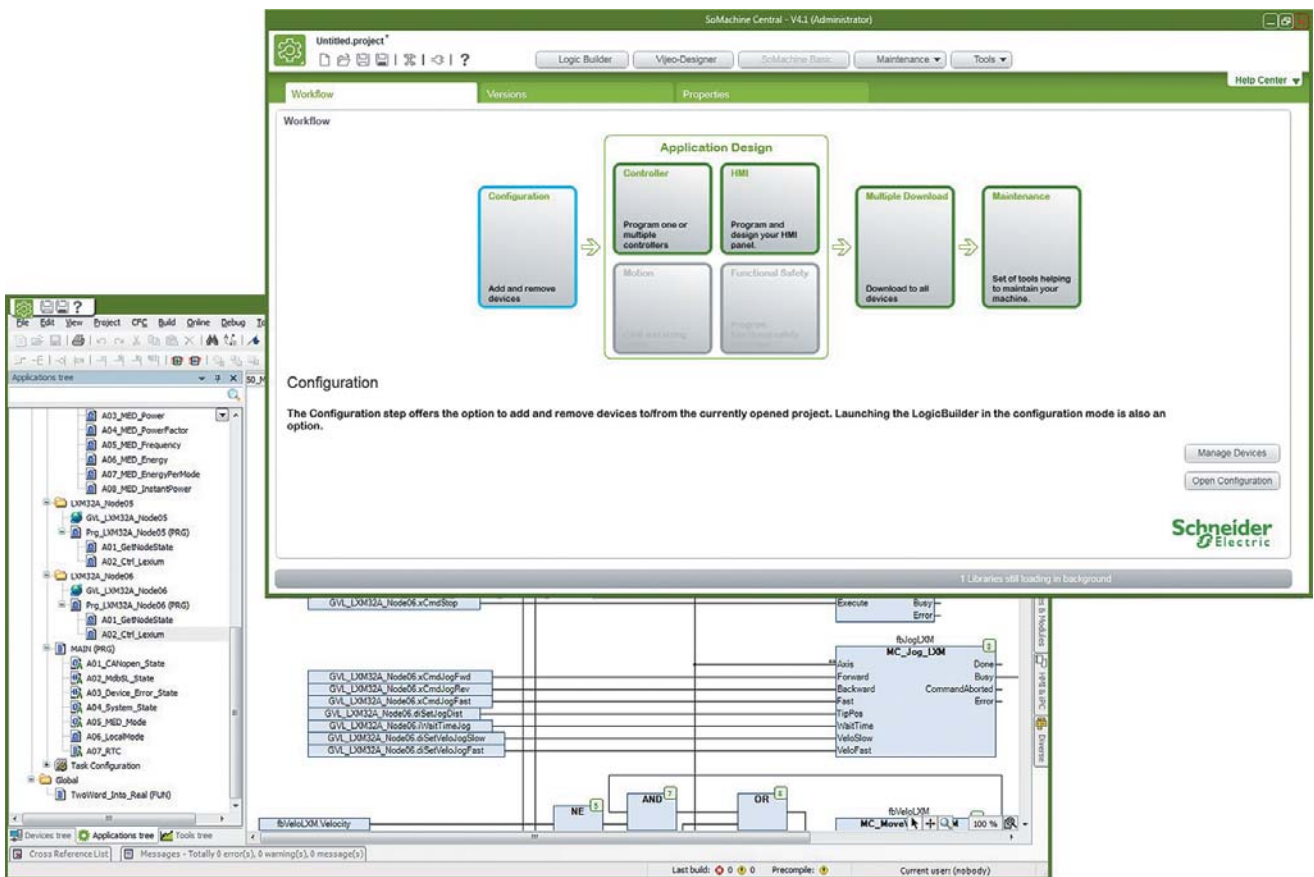 SoMachine Central - V4.1 (Administrator)
Untitled.project*
Logic Builder
Vijeo-Designer
SoMachine Basic
Maintenance
Tools
Help Center
Workflow
Versions
Properties
Workflow
Application Design
Configuration
Add and remove
devices
Controller
Program one or
multiple
controllers
HMI
Program and
design your HMI
panel.
Motion
Functional Safety
Multiple Download
Download to all
devices
Maintenance
Set of tools helping
to maintain your
machine.
Configuration
The Configuration step offers the option to add and remove devices to/from the currently opened project. Launching the LogicBuilder in the configuration mode is also an
option.
Manage Devices
Open Configuration
Schneider
Electric
1 Libraries still loading in background
File Edit View Project CFC Build Online Debug
Applications tree
A03_MED_Power
A04_MED_PowerFactor
A05_MED_Frequency
A06_MED_Energy
A07_MED_EnergyPerMode
A08_MED_InstantPower
LXM32A_Node05
GVL_LXM32A_Node05
Prg_LXM32A_Node05 (PRG)
A01_GetNodeState
A02_Ctrl_Lexium
LXM32A_Node06
GVL_LXM32A_Node06
Prg_LXM32A_Node06 (PRG)
A01_GetNodeState
A02_Ctrl_Lexium
MAIN (PRG)
A01_CANopen_State
A02_MdbSL_State
A03_Device_Error_State
A04_System_State
A05_MED_Mode
A06_LocalMode
A07_RTC
Task Configuration
Global
TwoWord_Into_Real (FUN)
Devices tree
Applications tree
Tools tree
GVL_LXM32A_Node06.xCmdStop
Execute
Busy
Error
fbJogLXM
MC_Jog_LXM
3
Axis
Done
GVL_LXM32A_Node06.xCmdJogFwd
Forward
Busy
GVL_LXM32A_Node06.xCmdJogRev
Backward
CommandAborted
GVL_LXM32A_Node06.xCmdJogFast
Fast
Error
GVL_LXM32A_Node06.diSetJogDist
TipPos
GVL_LXM32A_Node06.iWaitTimeJog
WaitTime
GVL_LXM32A_Node06.diSetVeloJogSlow
VeloSlow
GVL_LXM32A_Node06.diSetVeloJogFast
VeloFast
NE
5
AND
7
OR
8
fbVeloLXM.Velocity
fbVeloLXM
100 %
& Modules
HMI & iPC
Diverse
Cross Reference List
Messages - Totally 0 error(s), 0 warning(s), 0 message(s)
Last build: 0 0
Precompile:
Current user: (nobody)